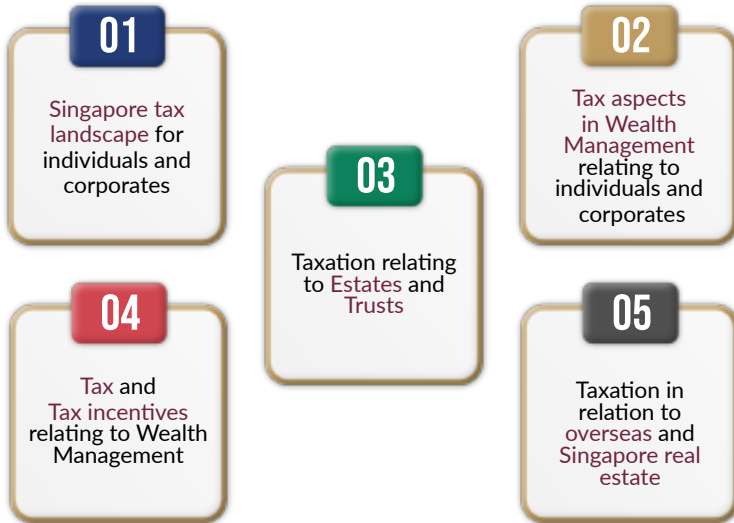 01
Singapore tax
landscape for
individuals and
corporates
02
Tax aspects
in Wealth
Management
relating to
individuals and
corporates
03
Taxation relating
to Estates and
Trusts
04
Tax and
Tax incentives
relating to Wealth
Management
05
Taxation in
relation to
overseas and
Singapore real
estate